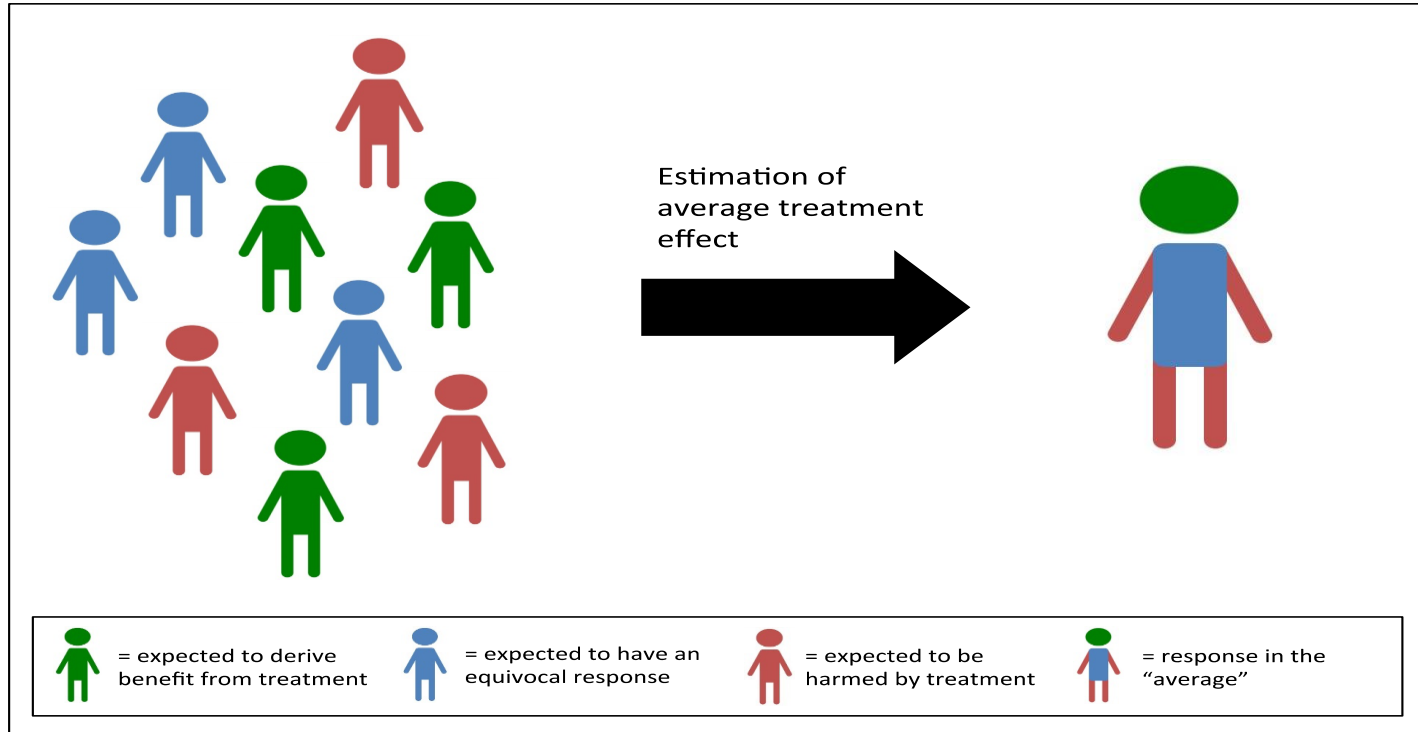 Estimation of
average treatment
effect
= expected to derive
benefit from treatment
= expected to have an
equivocal response
= expected to be
harmed by treatment
= response in the
“average”